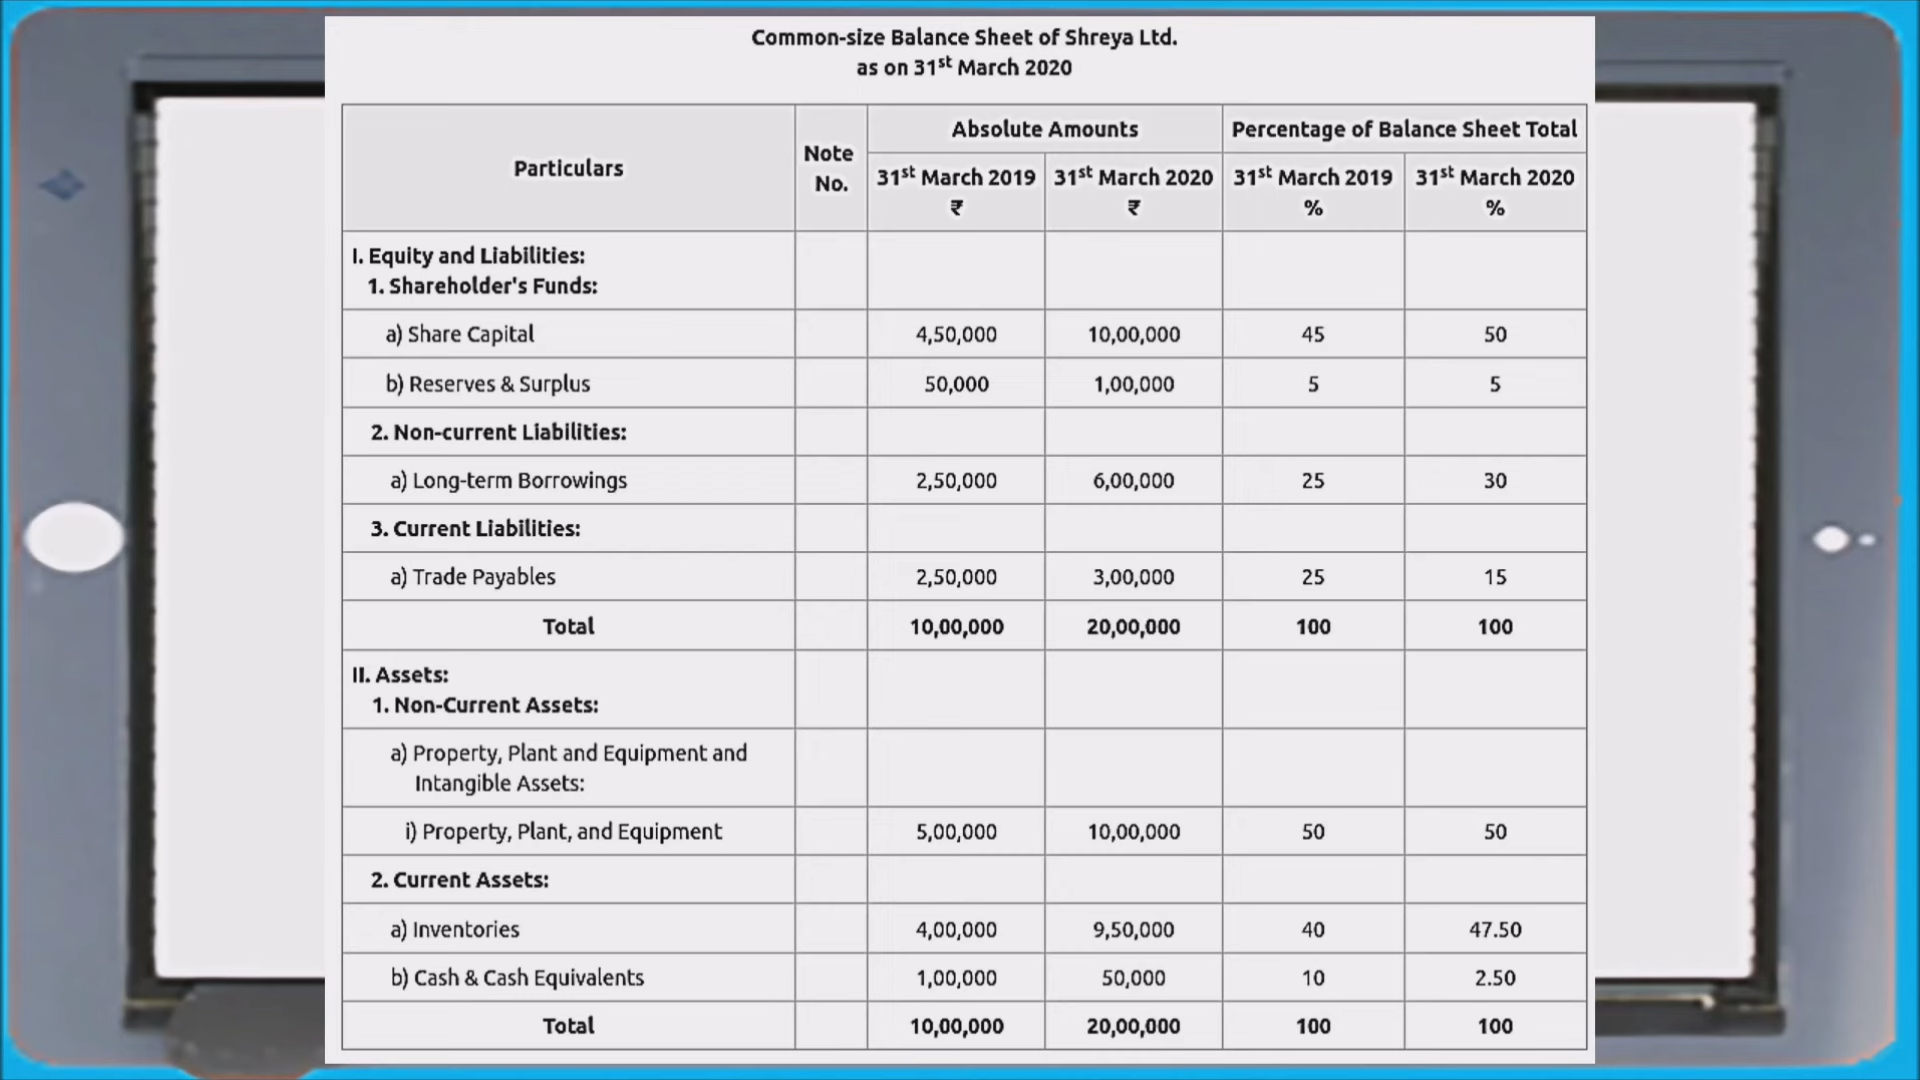 Common-size Balance Sheet of Shreya Ltd.
as on 31st March 2020
Particulars
Note
No.
Absolute Amounts
Percentage of Balance Sheet Total
31st March 2019
₹
31st March 2020
₹
31st March 2019
%
31st March 2020
%
I. Equity and Liabilities:
1. Shareholder's Funds:
a) Share Capital 4,50,000 10,00,000 45 50
b) Reserves & Surplus 50,000 1,00,000 5 5
2. Non-current Liabilities:
a) Long-term Borrowings 2,50,000 6,00,000 25 30
3. Current Liabilities:
a) Trade Payables 2,50,000 3,00,000 25 15
Total 10,00,000 20,00,000 100 100
II. Assets:
1. Non-Current Assets:
a) Property, Plant and Equipment and
Intangible Assets:
i) Property, Plant, and Equipment 5,00,000 10,00,000 50 50
2. Current Assets:
a) Inventories 4,00,000 9,50,000 40 47.50
b) Cash & Cash Equivalents 1,00,000 50,000 10 2.50
Total 10,00,000 20,00,000 100 100